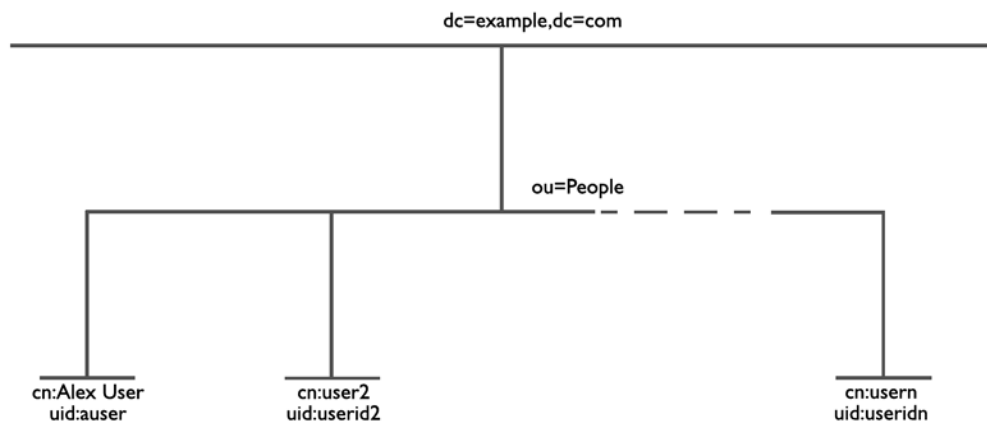 dc=example,dc=com
ou=People
cn:Alex User
uid:auser
cn:user2
uid:userid2
cn:usern
uid:useridn